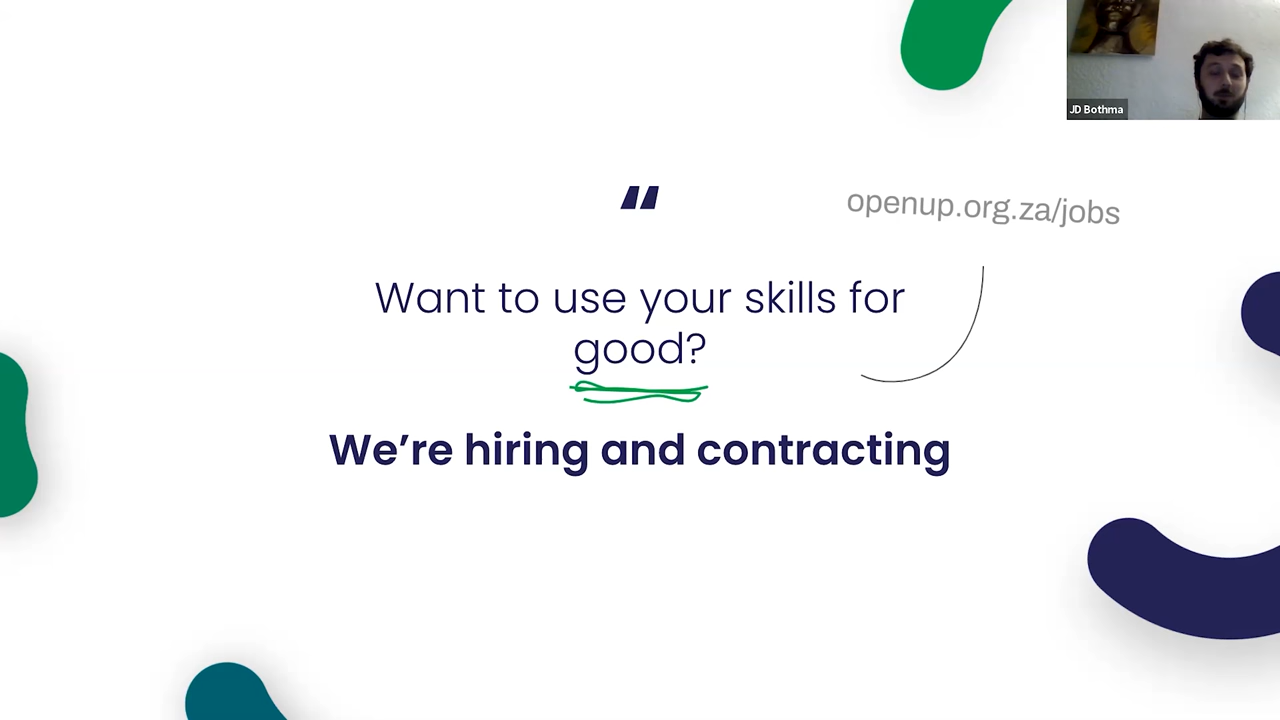 JD Bothma
“
openup.org.za/jobs
Want to use your skills for
good?
We’re hiring and contracting